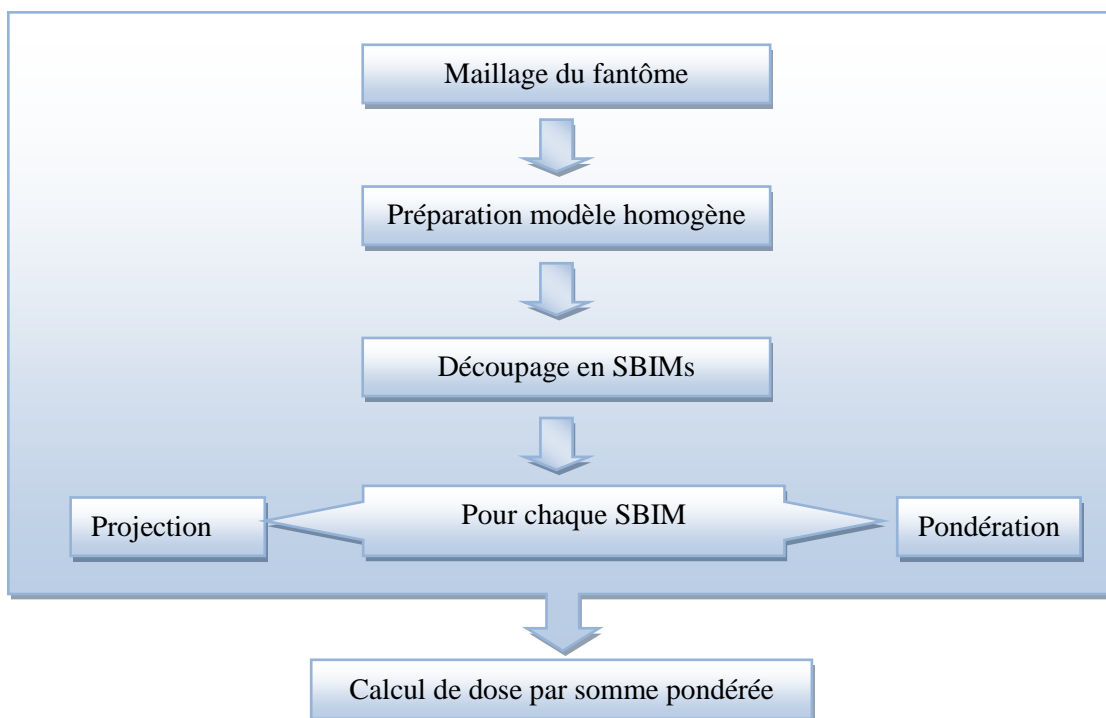 Maillage du fantôme
Préparation modèle homogène
Découpage en SBIMs
Projection
Pour chaque SBIM
Pondération
Calcul de dose par somme pondérée